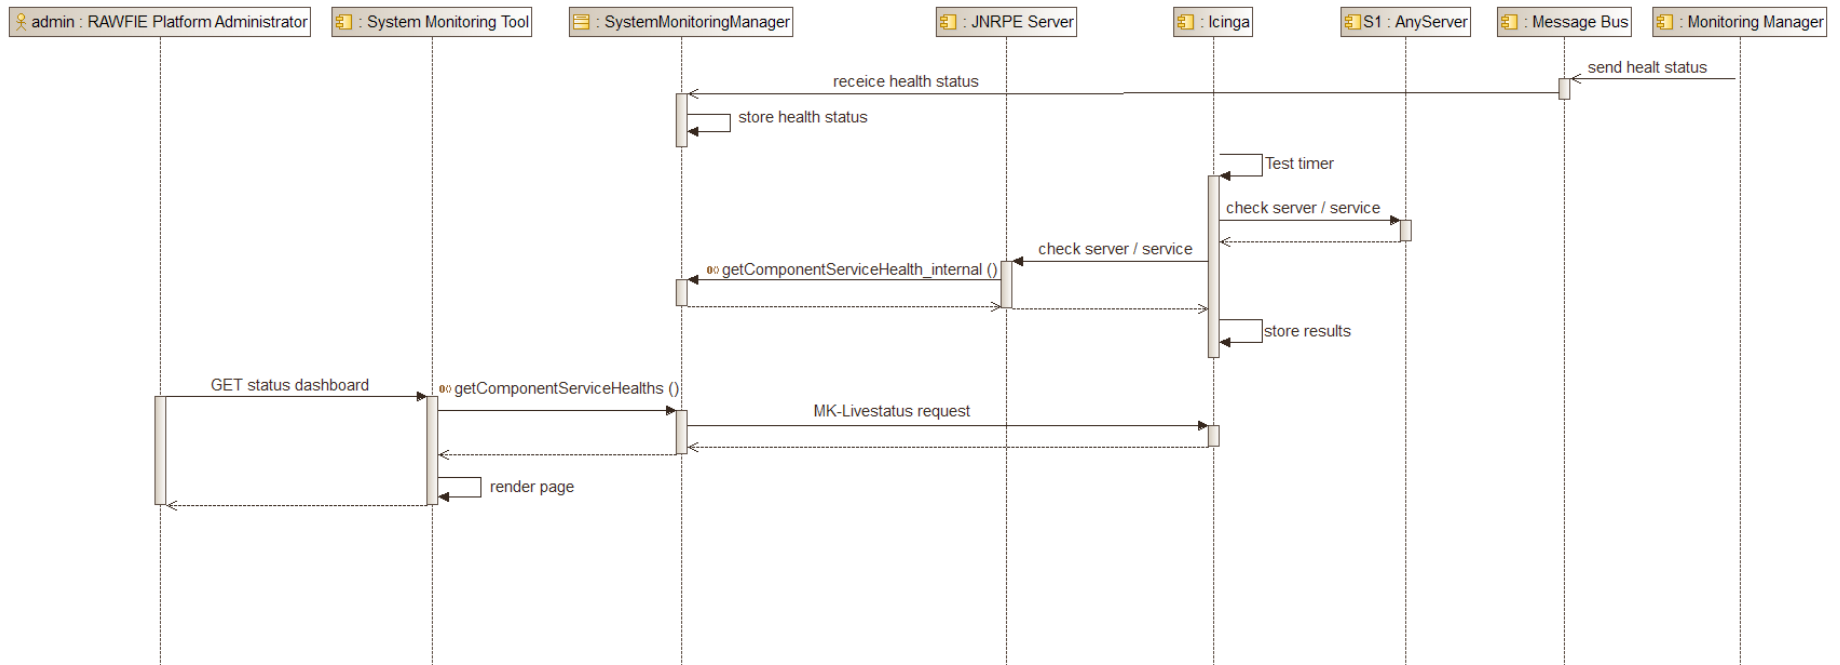 admin : RAWFIE Platform Administrator
: System Monitoring Tool
: SystemMonitoringManager
: JNRPE Server
: Icinga
S1 : AnyServer
: Message Bus
: Monitoring Manager
send healt status
receice health status
store health status
Test timer
check server / service
check server / service
getComponentServiceHealth_internal ()
store results
GET status dashboard
getComponentServiceHealths ()
MK-Livestatus request
render page